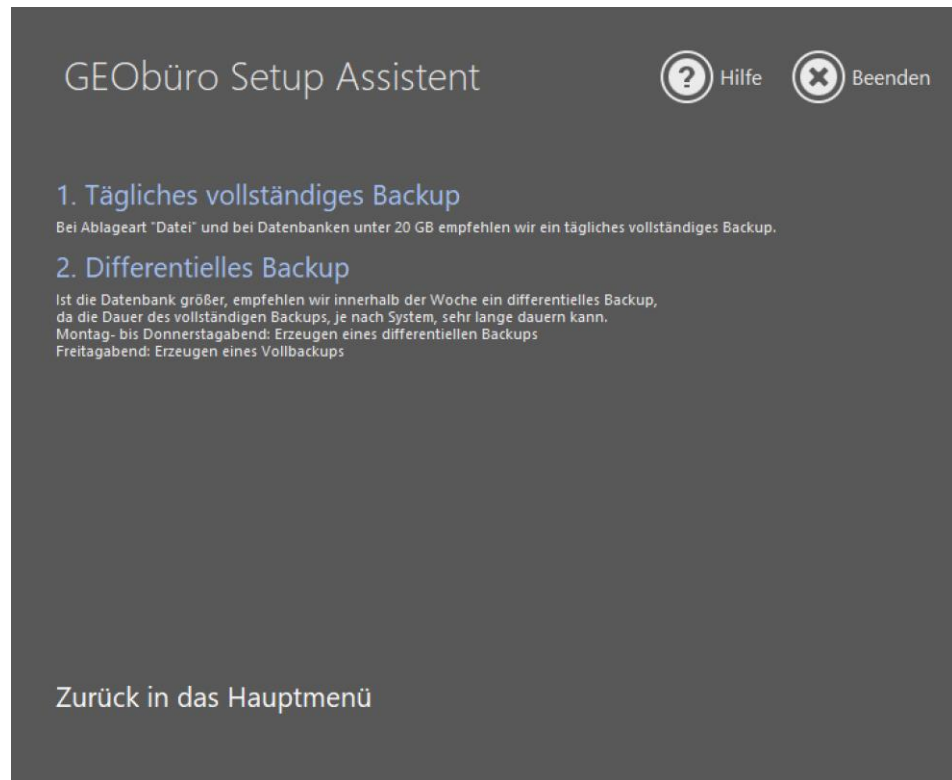 GEObüro Setup Assistent
? Hilfe
Beenden
1. Tägliches vollständiges Backup
Bei Ablageart "Datei" und bei Datenbanken unter 20 GB empfehlen wir ein tägliches vollständiges Backup.
2. Differentielles Backup
Ist die Datenbank größer, empfehlen wir innerhalb der Woche ein differentielles Backup,
da die Dauer des vollständigen Backups, je nach System, sehr lange dauern kann.
Montag- bis Donnerstagabend: Erzeugen eines differentiellen Backups
Freitagabend: Erzeugen eines Vollbackups
Zurück in das Hauptmenü